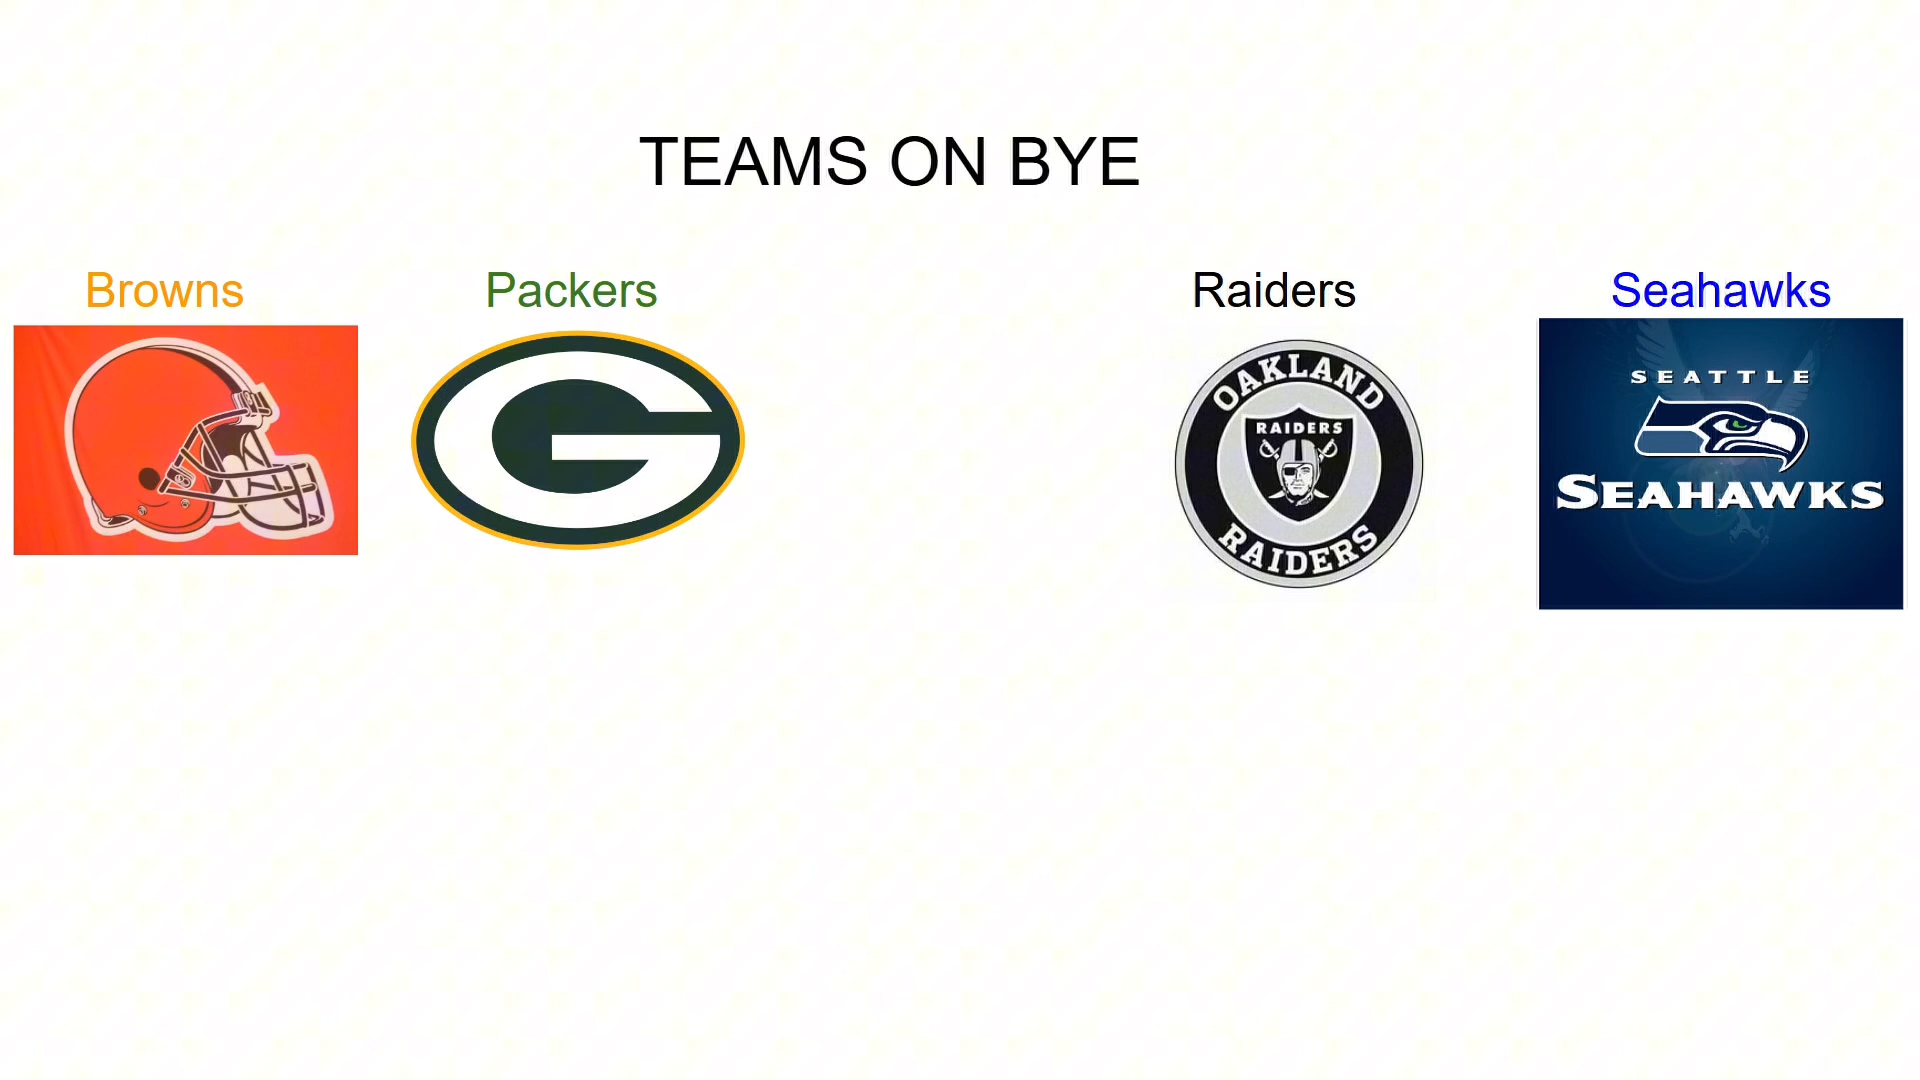 TEAMS ON BYE
Browns
Packers
Raiders
Seahawks
G
OAKLAND
RAIDERS
RAIDERS
SEATTLE
SEAHAWKS